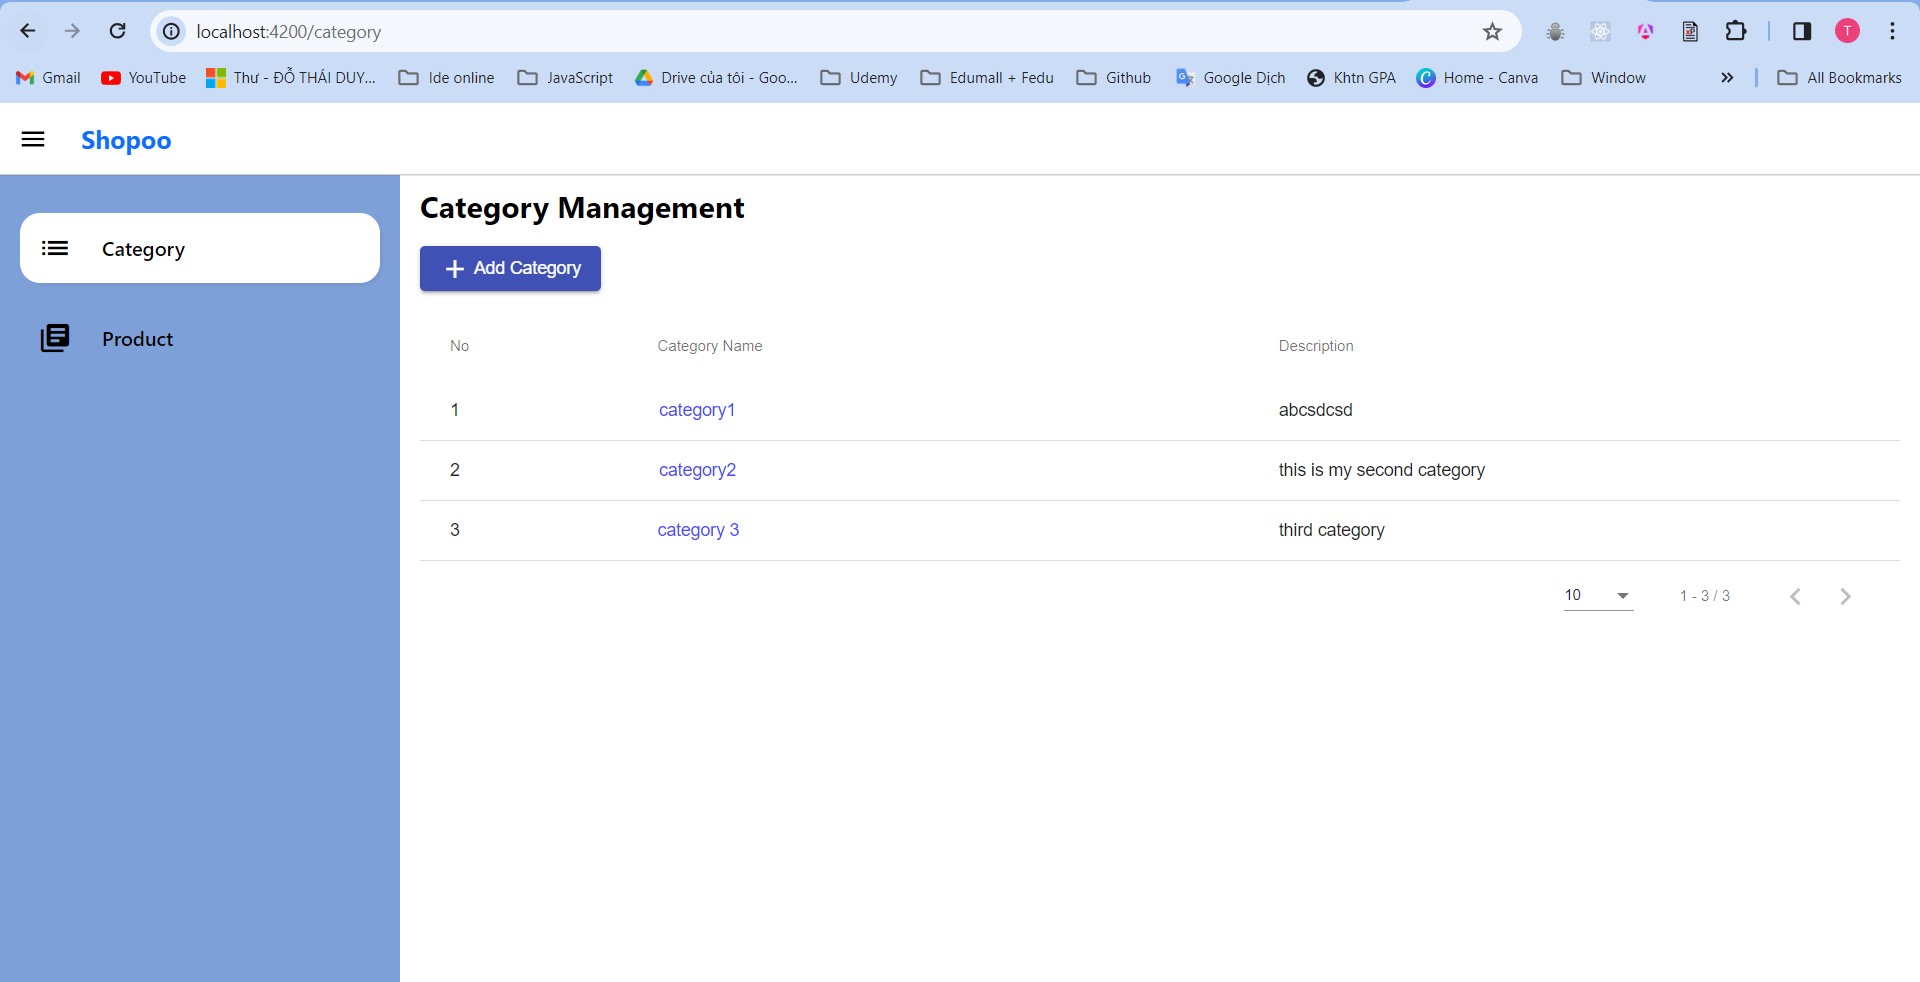 localhost:4200/category
T
Gmail YouTube Thư - ĐỖ THÁI DUY... Ide online JavaScript Drive của tôi - Goo... Udemy Edumall + Fedu Github Google Dịch Khtn GPA Home - Canva Window » All Bookmarks
Shopoo
Category
Product
Category Management
+ Add Category
No Category Name Description
1 category1 abcsdcsd
2 category2 this is my second category
3 category 3 third category
10 1 - 3 / 3